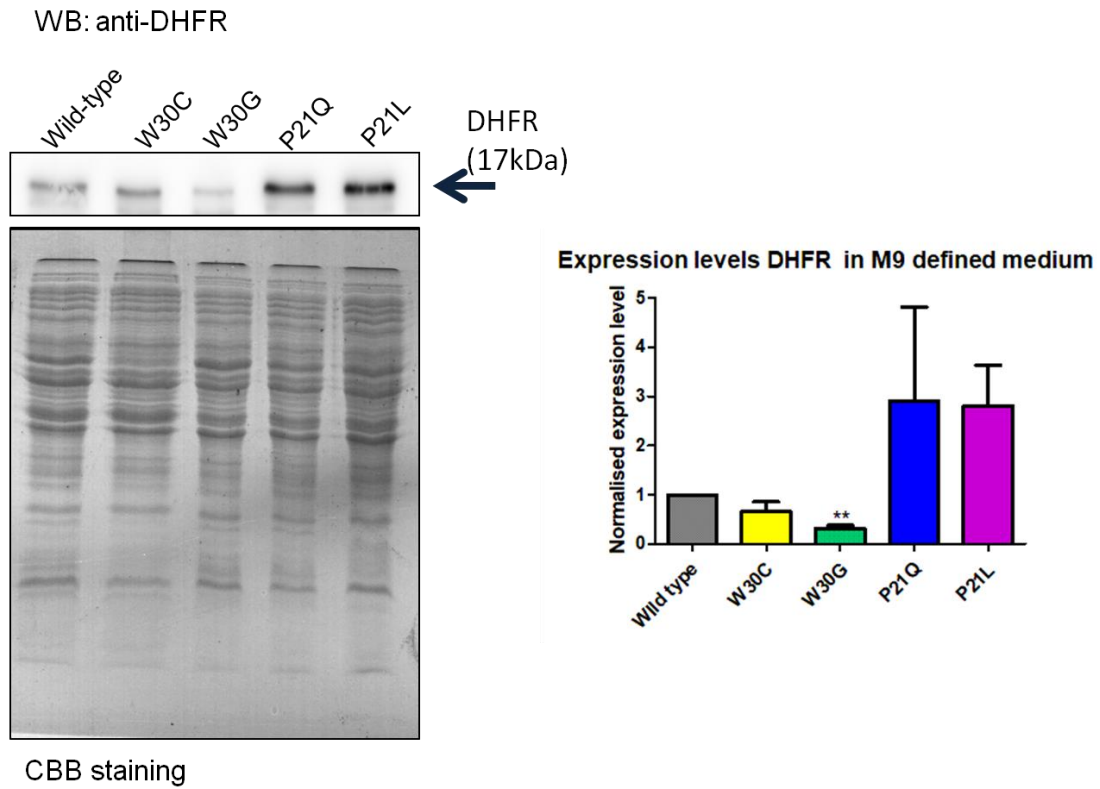 WB: anti-DHFR
Wild-type
W30C
W30G
P21Q
P21L
DHFR
(17kDa)
CBB staining
Expression levels DHFR in M9 defined medium
Normalised expression level
5
4
3
2
1
0
**
Wild type
W30C
W30G
P21Q
P21L